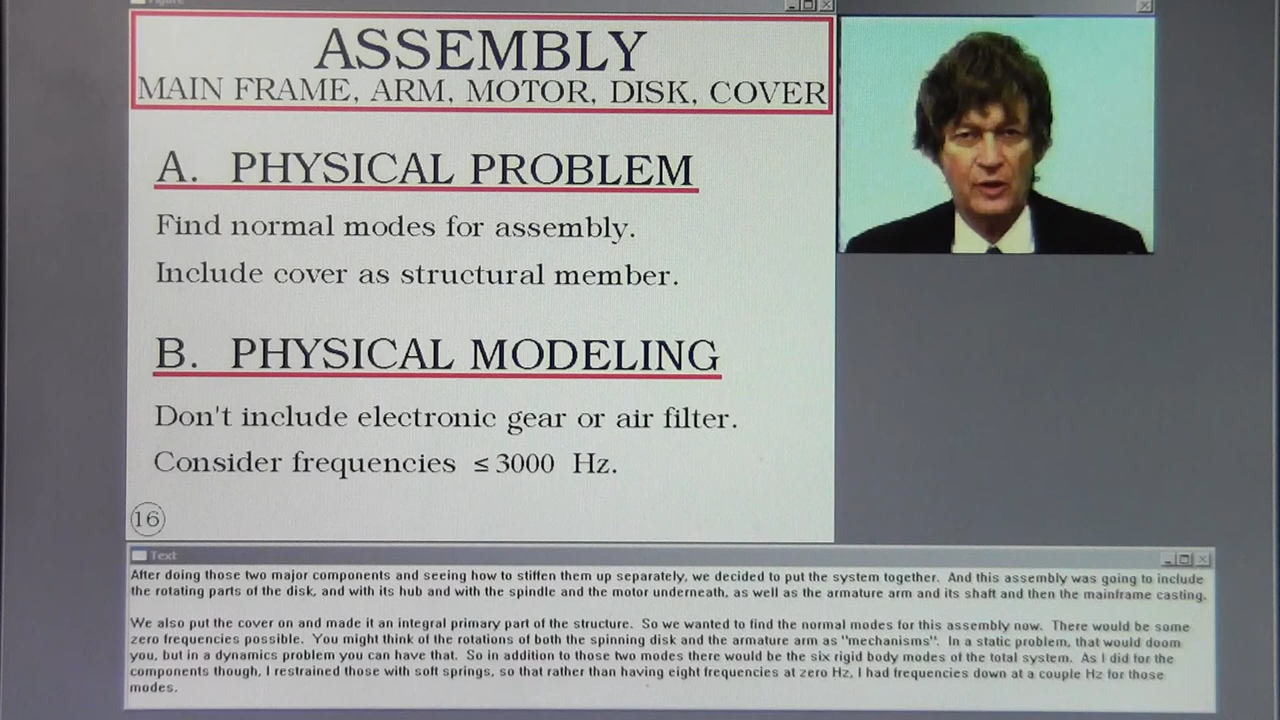 Figure
ASSEMBLY
MAIN FRAME, ARM, MOTOR, DISK, COVER
A. PHYSICAL PROBLEM
Find normal modes for assembly.
Include cover as structural member.
B. PHYSICAL MODELING
Don't include electronic gear or air filter.
Consider frequencies ≤ 3000 Hz.
16
Text
After doing those two major components and seeing how to stiffen them up separately, we decided to put the system together. And this assembly was going to include
the rotating parts of the disk, and with its hub and with the spindle and the motor underneath, as well as the armature arm and its shaft and then the mainframe casting.
We also put the cover on and made it an integral primary part of the structure. So we wanted to find the normal modes for this assembly now. There would be some
zero frequencies possible. You might think of the rotations of both the spinning disk and the armature arm as "mechanisms". In a static problem, that would doom
you, but in a dynamics problem you can have that. So in addition to those two modes there would be the six rigid body modes of the total system. As I did for the
components though, I restrained those with soft springs, so that rather than having eight frequencies at zero Hz, I had frequencies down at a couple Hz for those
modes.